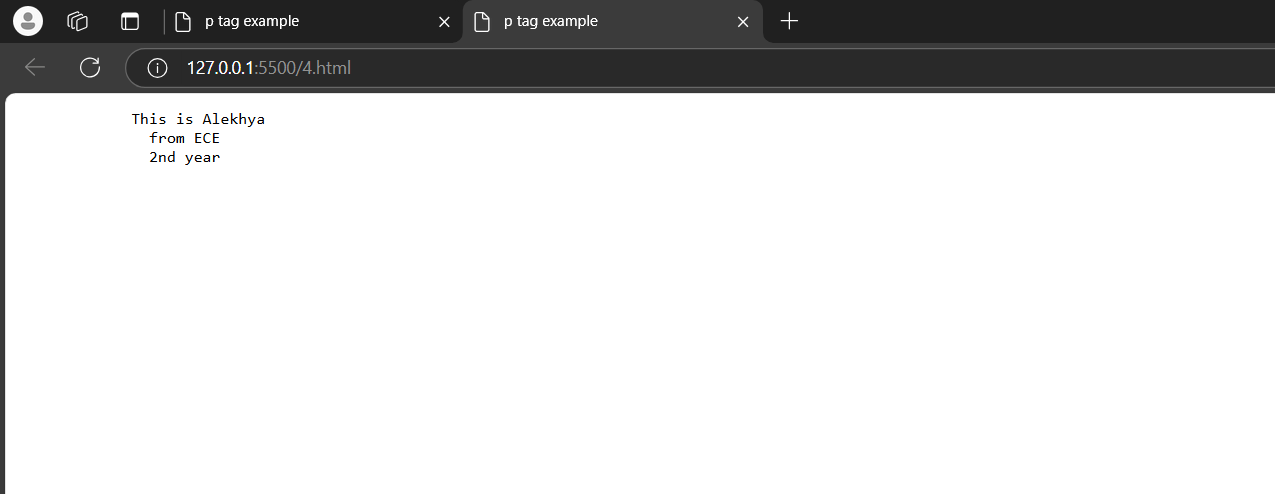 p tag example
p tag example
127.0.0.1:5500/4.html
This is Alekhya
from ECE
2nd year